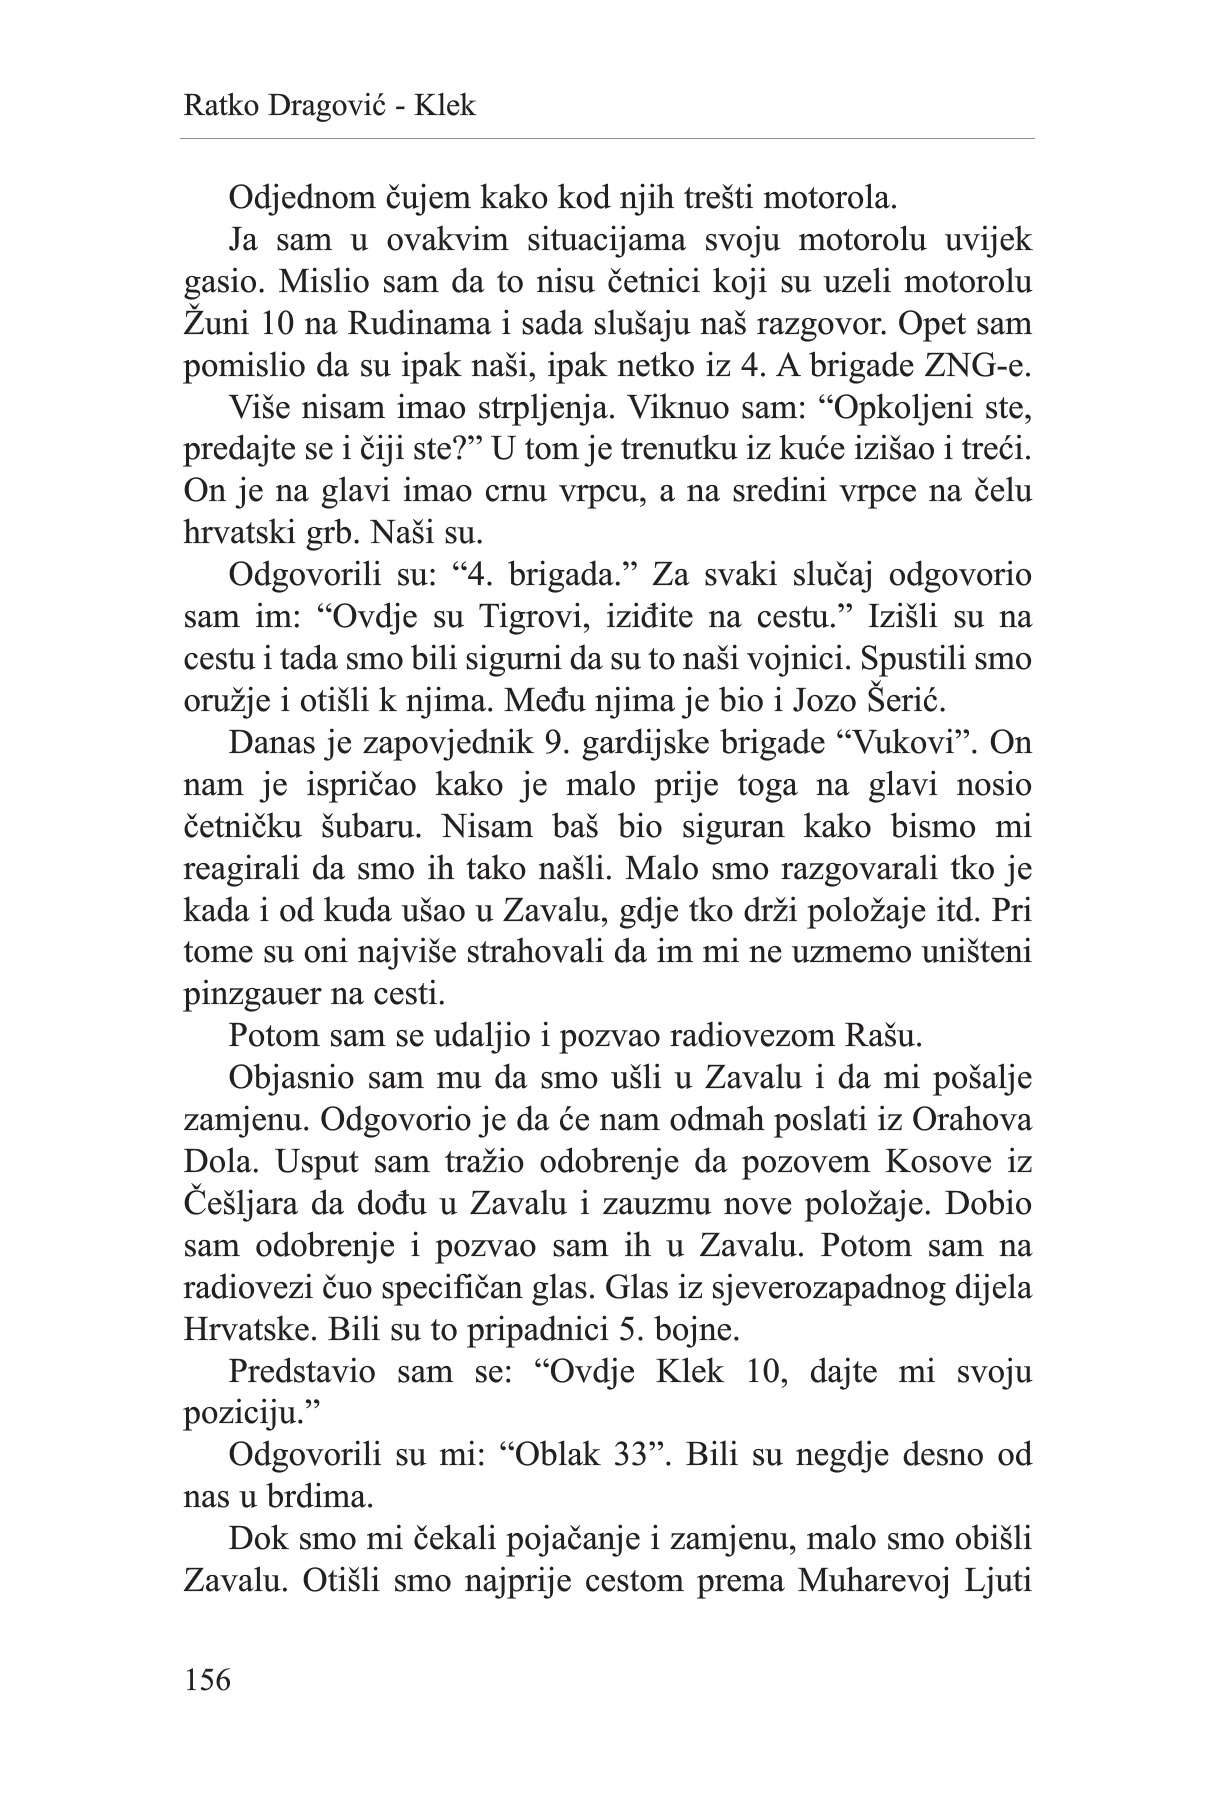 Ratko Dragović - Klek
Odjednom čujem kako kod njih trešti motorola.
Ja sam u ovakvim situacijama svoju motorolu uvijek
gasio. Mislio sam da to nisu četnici koji su uzeli motorolu
Žuni 10 na Rudinama i sada slušaju naš razgovor. Opet sam
pomislio da su ipak naši, ipak netko iz 4. A brigade ZNG-e.
Više nisam imao strpljenja. Viknuo sam: “Opkoljeni ste,
predajte se i čiji ste?” U tom je trenutku iz kuće izišao i treći.
On je na glavi imao crnu vrpcu, a na sredini vrpce na čelu
hrvatski grb. Naši su.
Odgovorili su: “4. brigada.” Za svaki slučaj odgovorio
sam im: “Ovdje su Tigrovi, iziđite na cestu.” Izišli su na
cestu i tada smo bili sigurni da su to naši vojnici. Spustili smo
oružje i otišli k njima. Među njima je bio i Jozo Šerić.
Danas je zapovjednik 9. gardijske brigade “Vukovi”. On
nam je ispričao kako je malo prije toga na glavi nosio
četničku šubaru. Nisam baš bio siguran kako bismo mi
reagirali da smo ih tako našli. Malo smo razgovarali tko je
kada i od kuda ušao u Zavalu, gdje tko drži položaje itd. Pri
tome su oni najviše strahovali da im mi ne uzmemo uništeni
pinzgauer na cesti.
Potom sam se udaljio i pozvao radiovezom Rašu.
Objasnio sam mu da smo ušli u Zavalu i da mi pošalje
zamjenu. Odgovorio je da će nam odmah poslati iz Orahova
Dola. Usput sam tražio odobrenje da pozovem Kosove iz
Češljara da dođu u Zavalu i zauzmu nove položaje. Dobio
sam odobrenje i pozvao sam ih u Zavalu. Potom sam na
radiovezi čuo specifičan glas. Glas iz sjeverozapadnog dijela
Hrvatske. Bili su to pripadnici 5. bojne.
Predstavio sam se: “Ovdje Klek 10, dajte mi svoju
poziciju.”
Odgovorili su mi: “Oblak 33”. Bili su negdje desno od
nas u brdima.
Dok smo mi čekali pojačanje i zamjenu, malo smo obišli
Zavalu. Otišli smo najprije cestom prema Muharevoj Ljuti
156